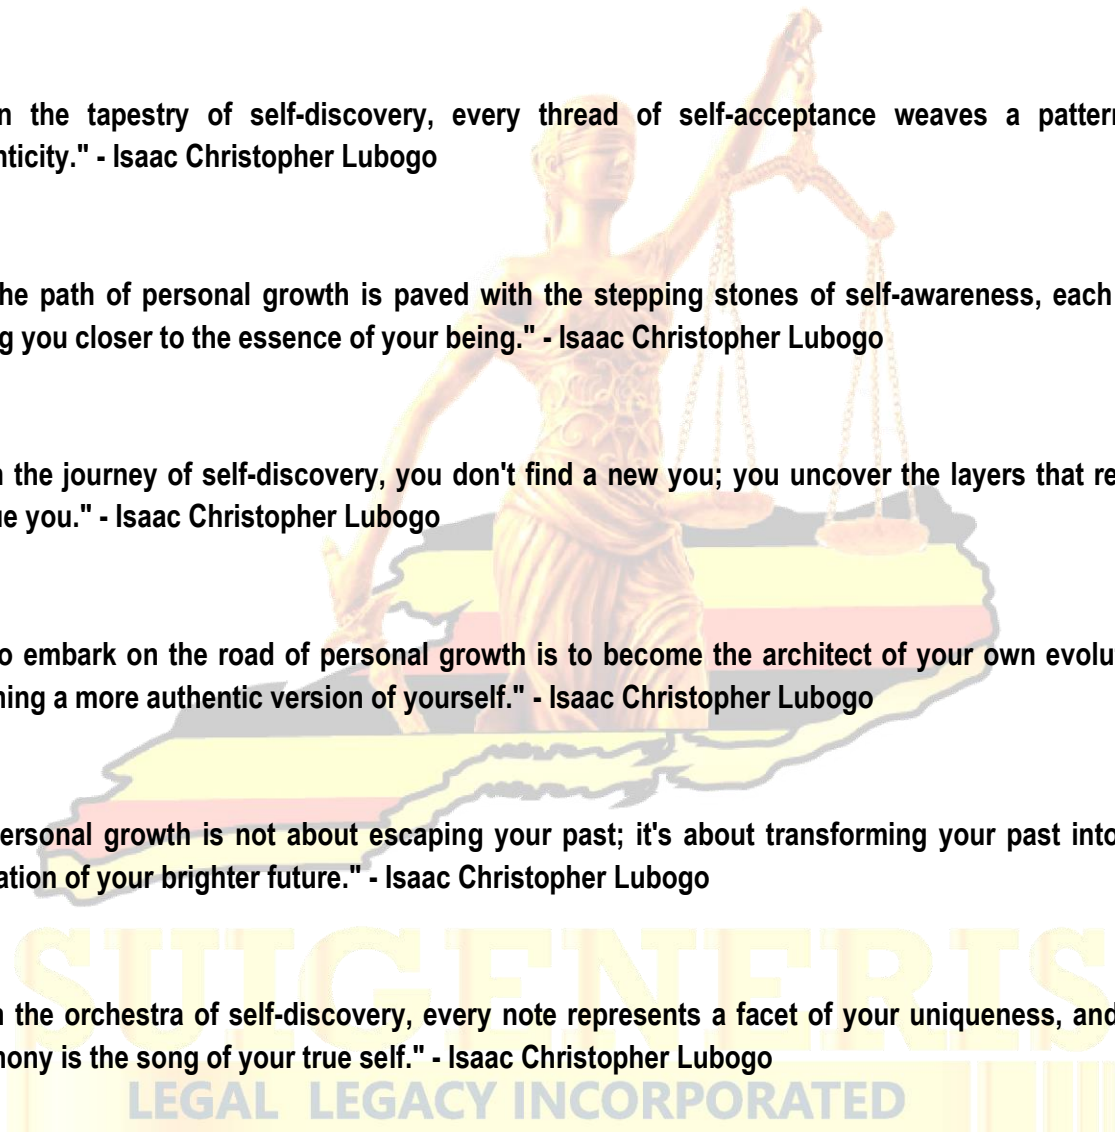 n the tapestry of self-discovery, every thread of self-acceptance weaves a patter
nticity." - Isaac Christopher Lubogo
he path of personal growth is paved with the stepping stones of self-awareness, each
g you closer to the essence of your being." - Isaac Christopher Lubogo
n the journey of self-discovery, you don't find a new you; you uncover the layers that re
ue you." - Isaac Christopher Lubogo
o embark on the road of personal growth is to become the architect of your own evolu
ning a more authentic version of yourself." - Isaac Christopher Lubogo
ersonal growth is not about escaping your past; it's about transforming your past into
ation of your brighter future." - Isaac Christopher Lubogo
SUIGENERIS
n the orchestra of self-discovery, every note represents a facet of your uniqueness, and
nony is the song of your true self." - Isaac Christopher Lubogo
LEGAL LEGACY INCORPORATED